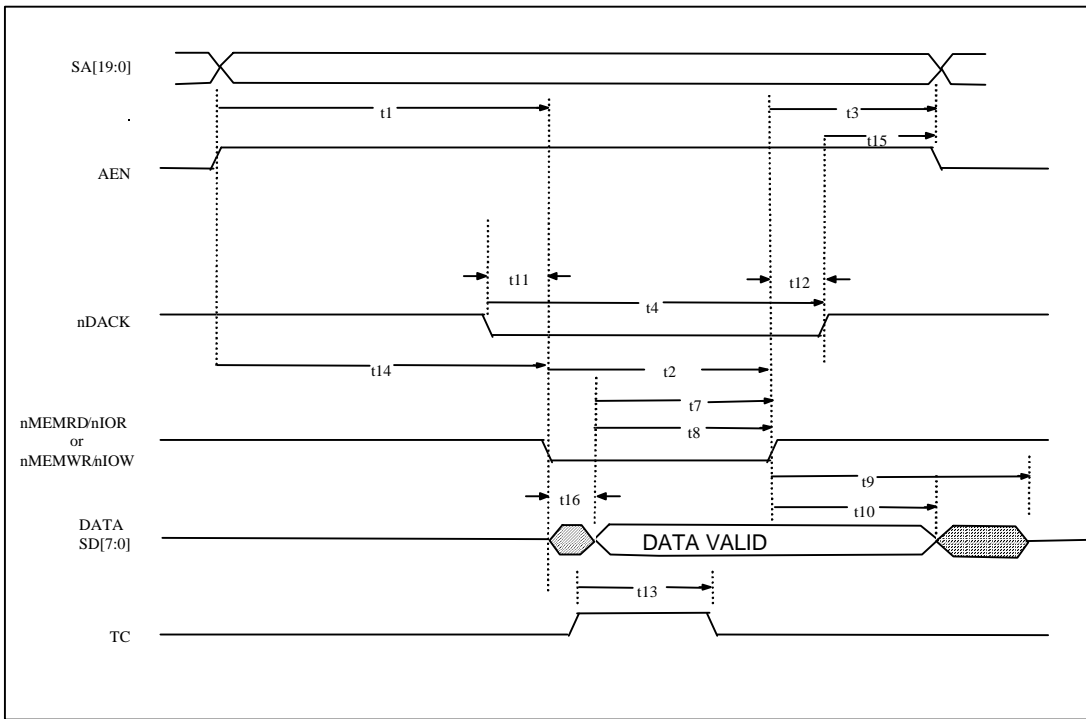 SA[19:0]
t1
t3
.
t15
AEN
t11
t12
t4
nDACK
t14
t2
t7
nMEMRD/nIOR
t8
or
nMEMWR/nIOW
t9
t16
t10
DATA
SD[7:0]
DATA VALID
t13
TC